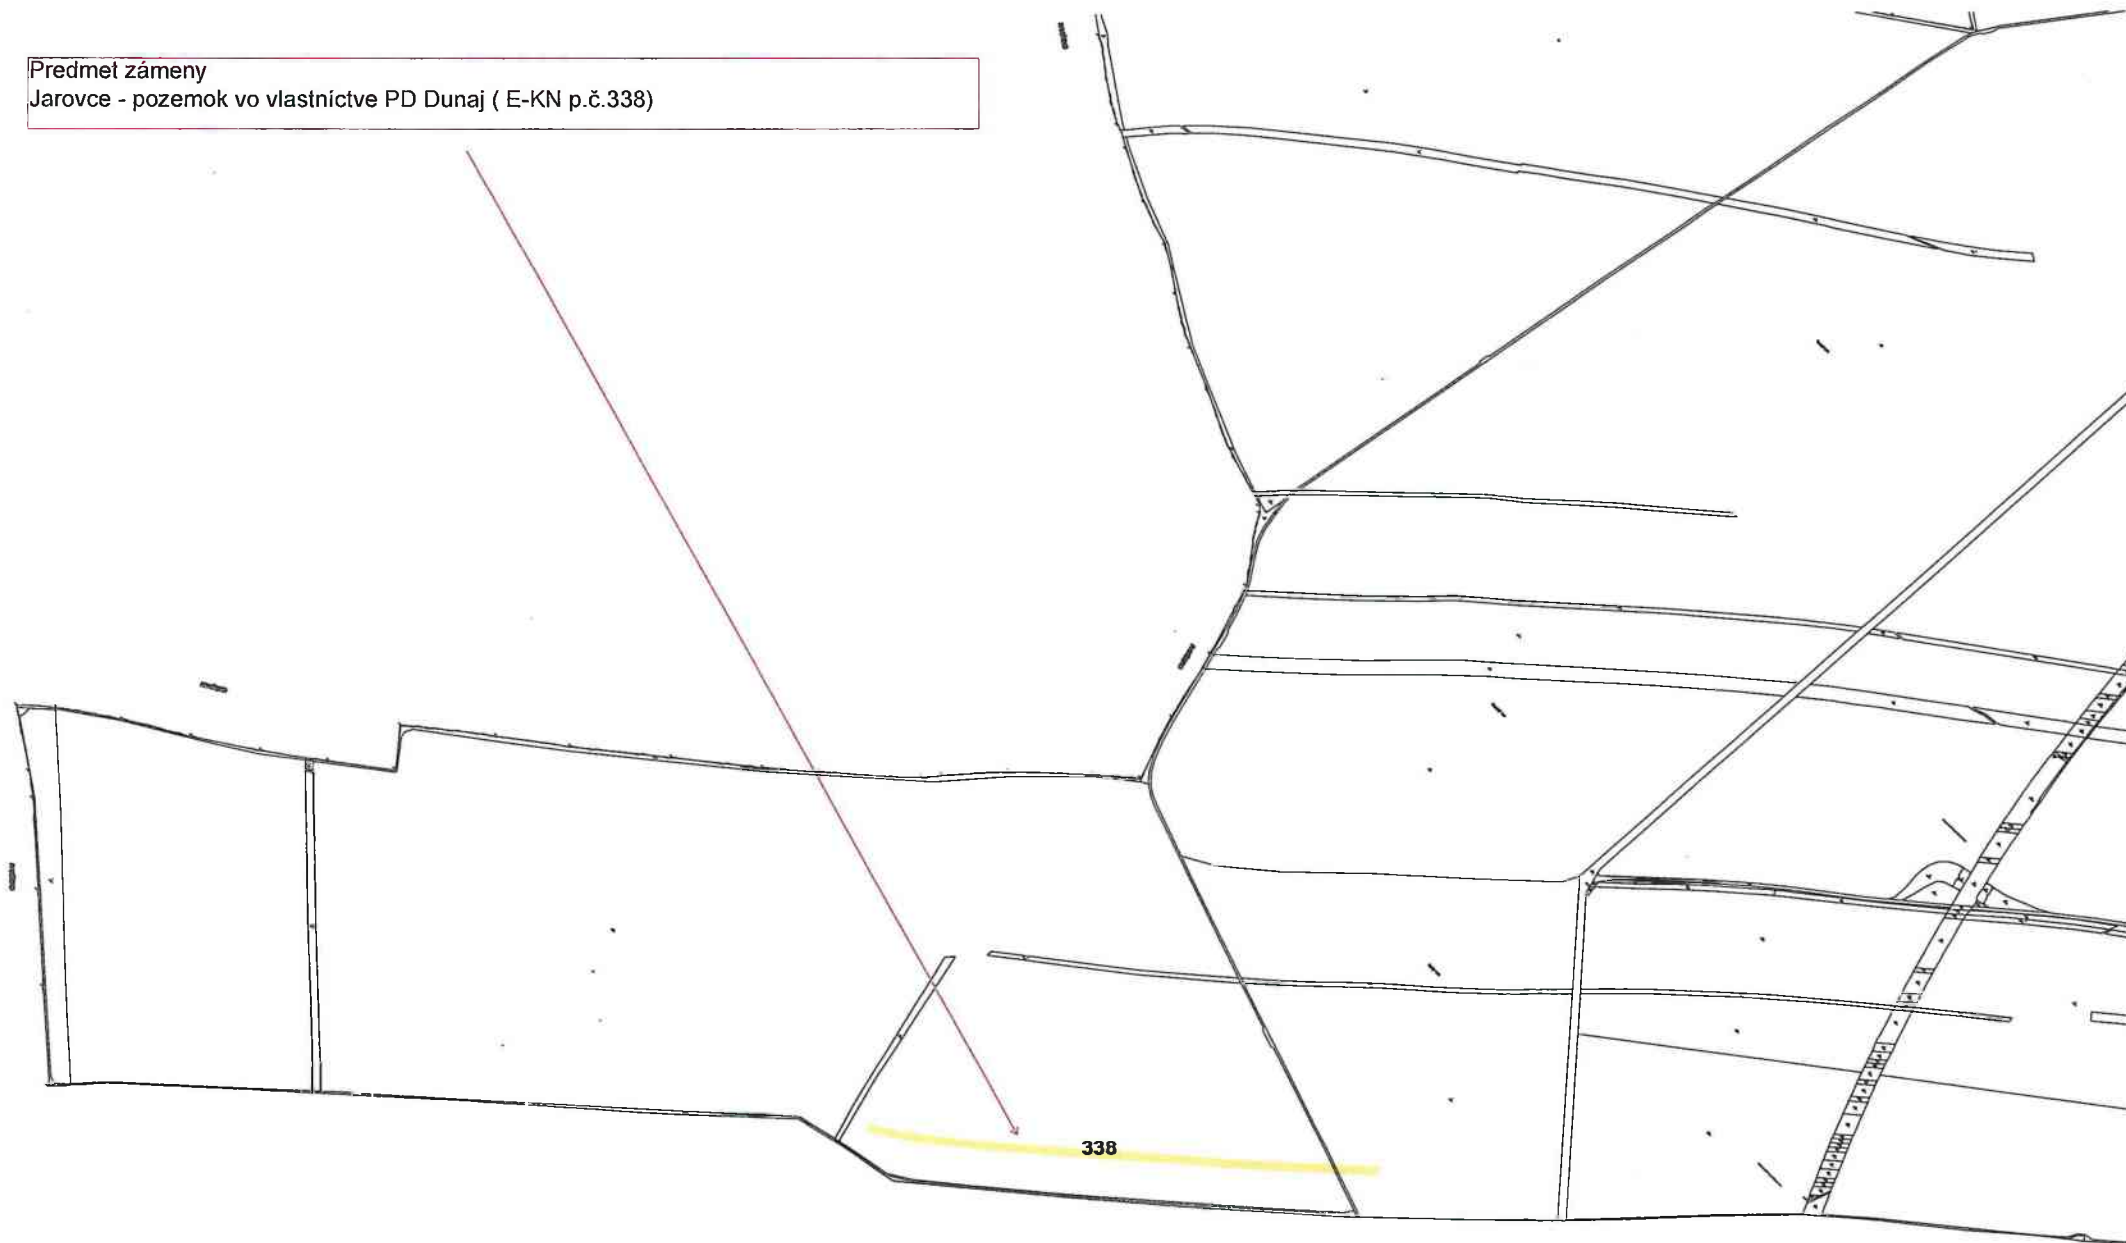 Predmet zámeny
Jarovce - pozemok vo vlastníctve PD Dunaj ( E-KN p.č.338)
338